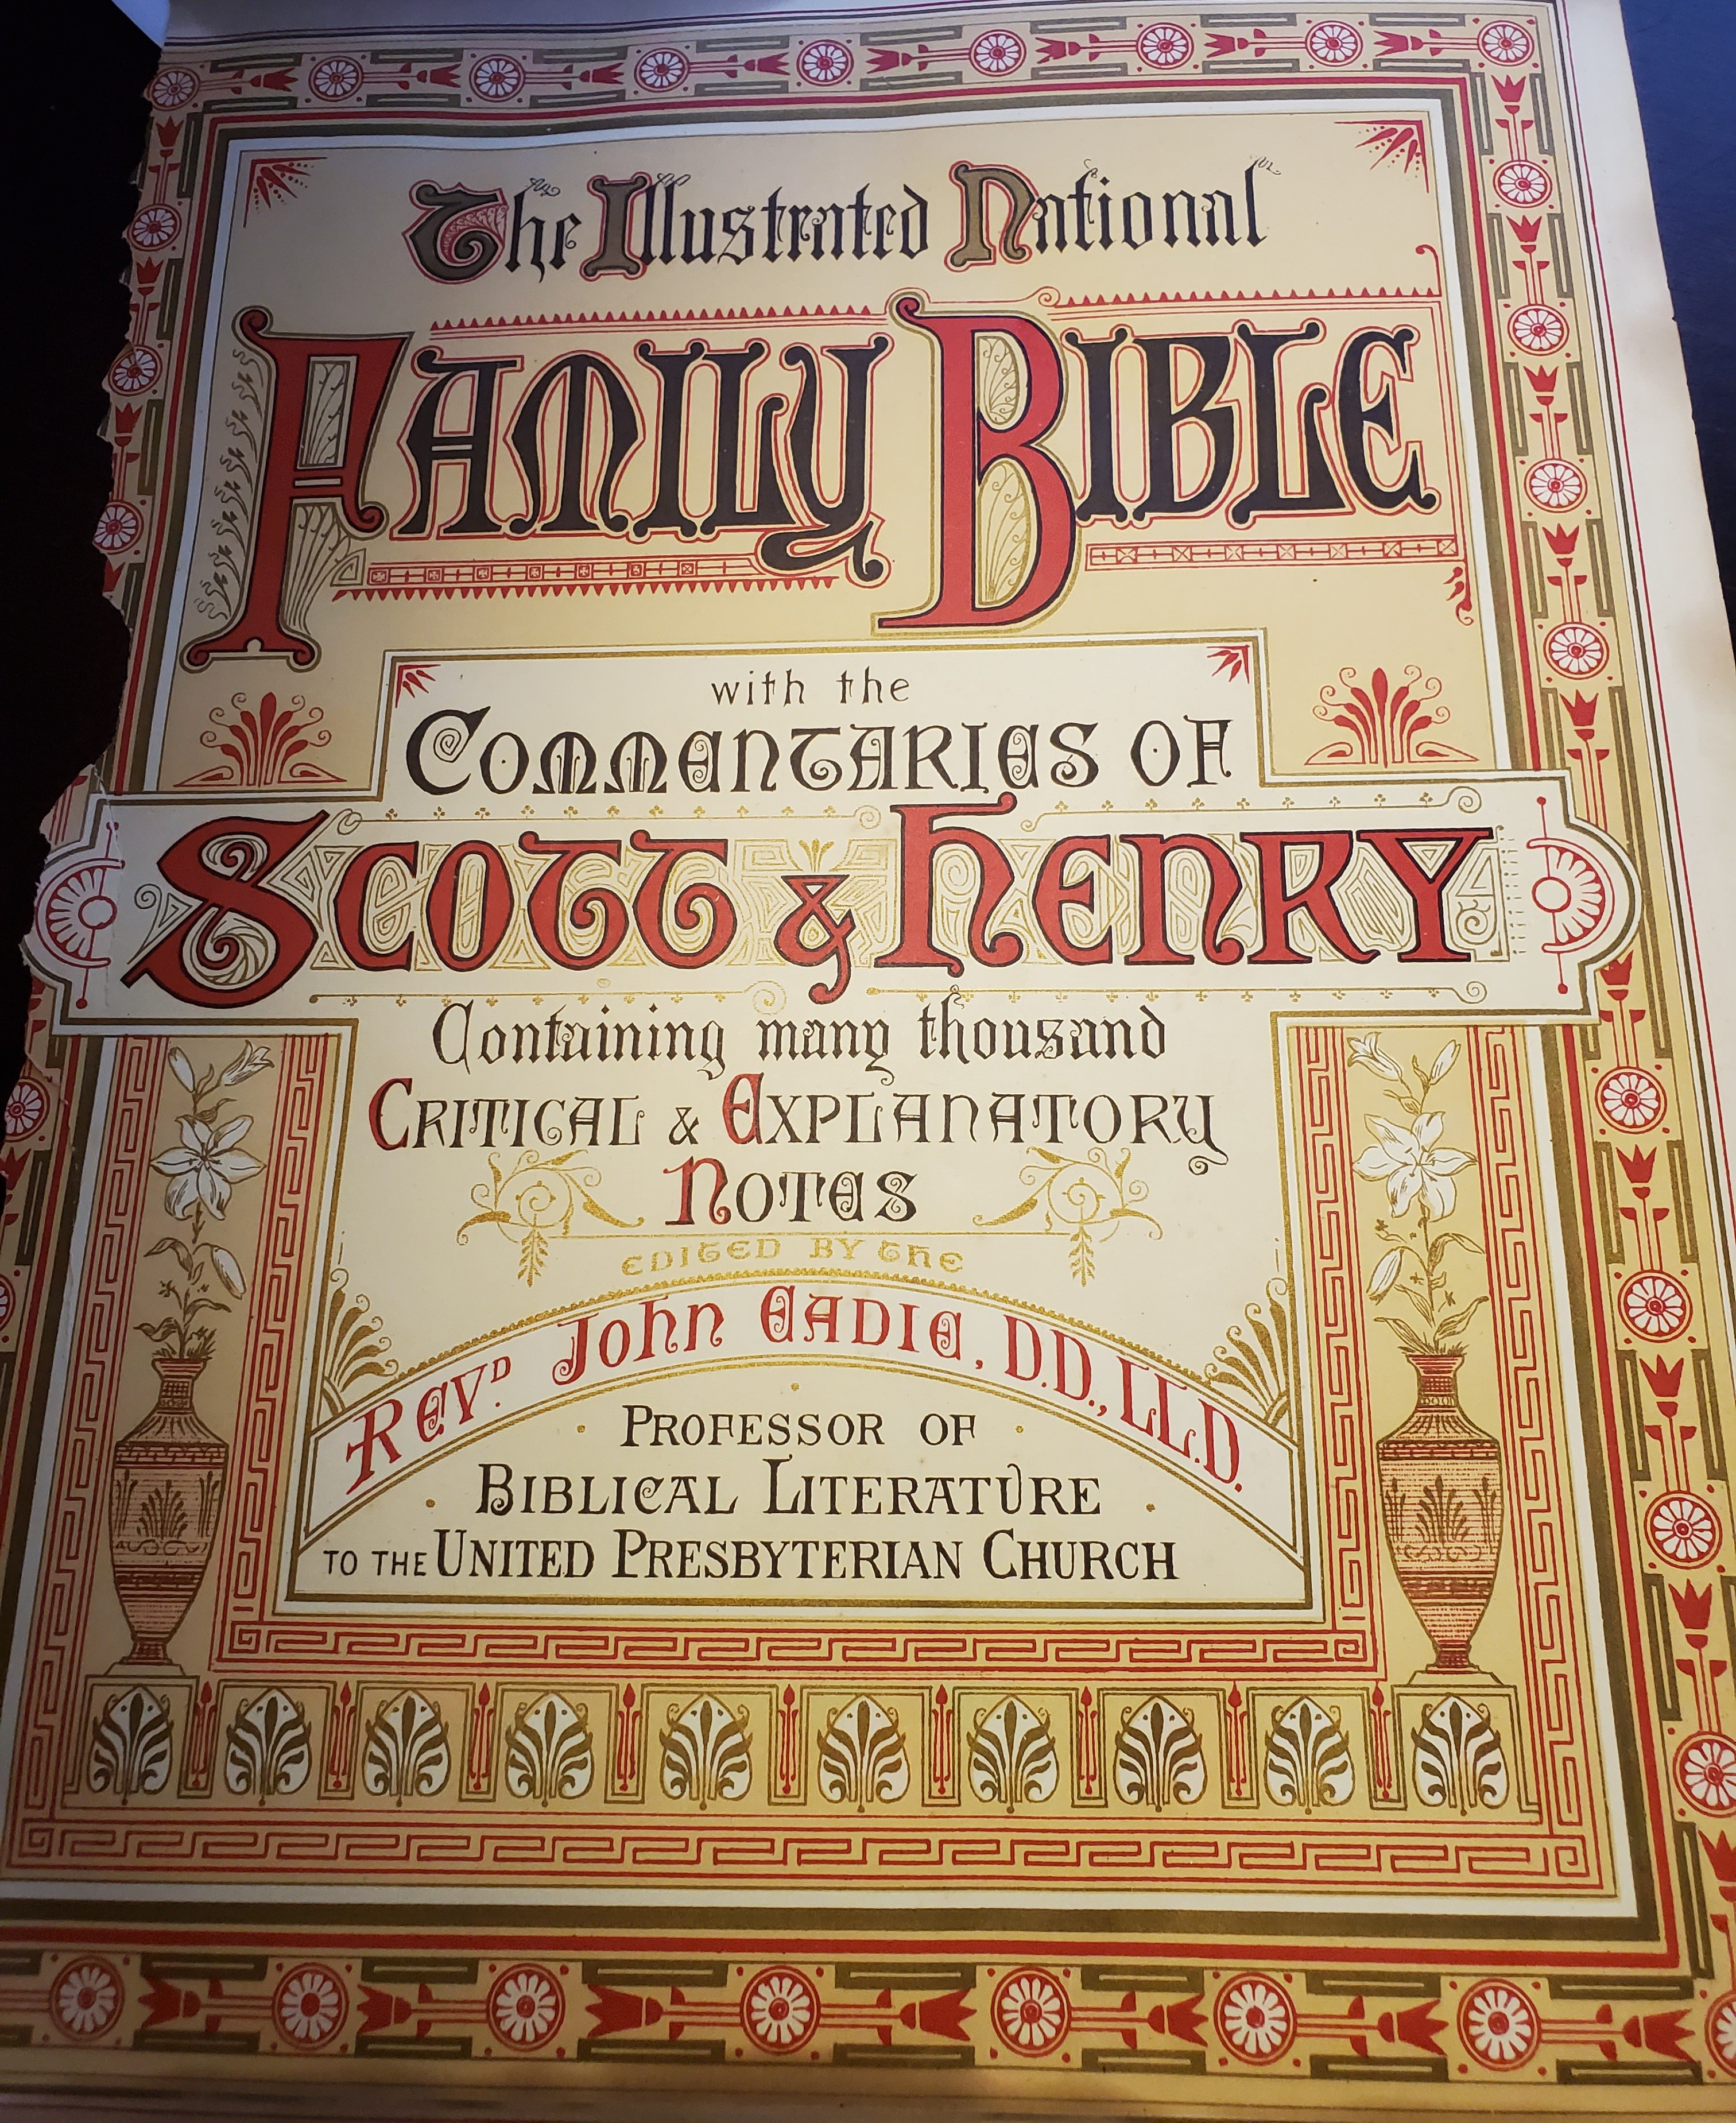 The Illustrated National
FAMILY BIBLE
with the
COMMENTARIES OF
SCOTT & HENRY
Containing many thousand
CRITICAL & EXPLANATORY
NOTES
EDITED BY THE
REVD. John EADIE, D.D., LL.D.
PROFESSOR OF
BIBLICAL LITERATURE
TO THE UNITED PRESBYTERIAN CHURCH